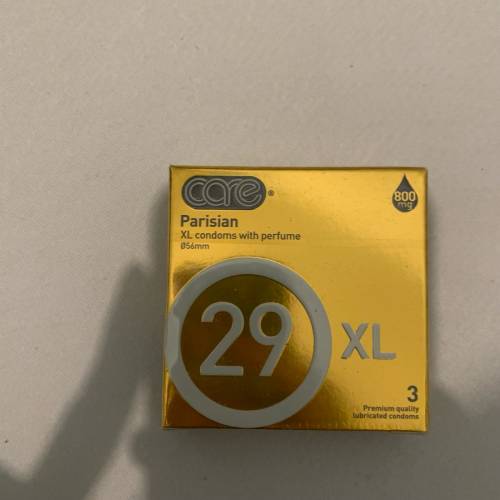 care®
800
mg
Parisian
XL condoms with perfume
Ø56mm
29 XL
3
Premium quality
lubricated condoms